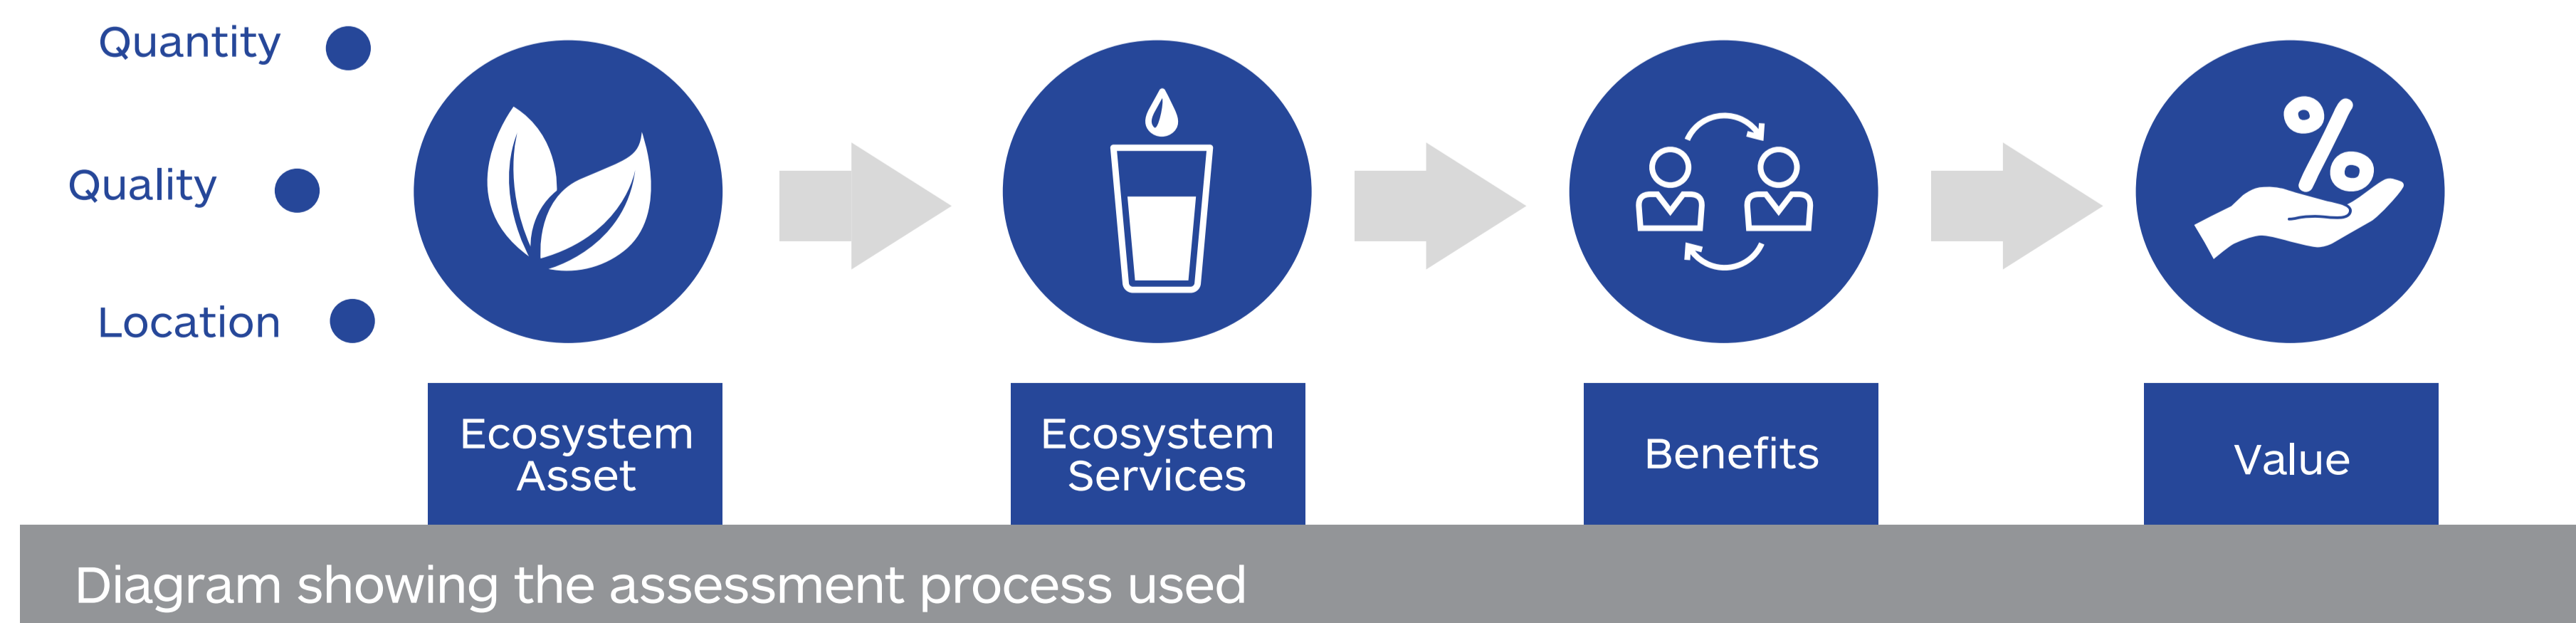 Quantity
Quality
Location
Ecosystem
Asset
Ecosystem
Services
Benefits
Value
Diagram showing the assessment process used